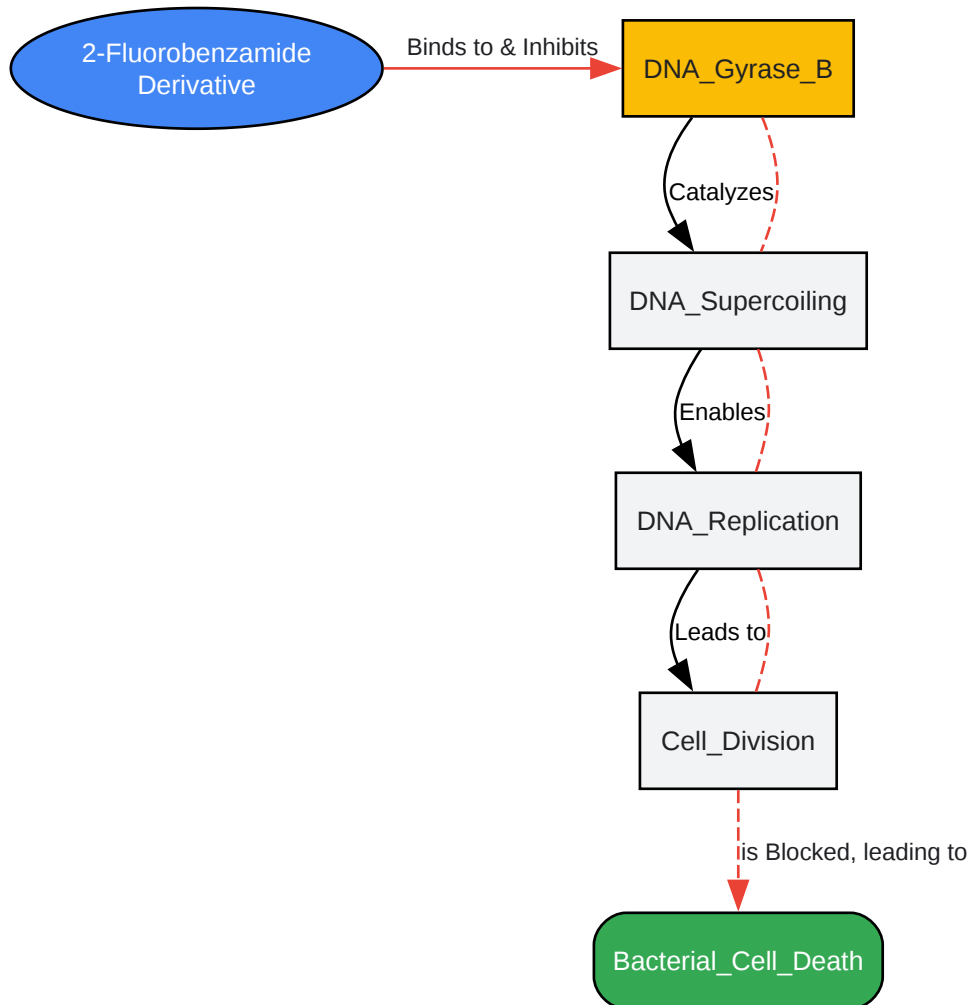 2-Fluorobenzamide
Derivative
Binds to & Inhibits
DNA_Gyrase_B
Catalyzes
DNA_Supercoiling
Enables
DNA_Replication
Leads to
Cell_Division
is Blocked, leading to
Bacterial_Cell_Death